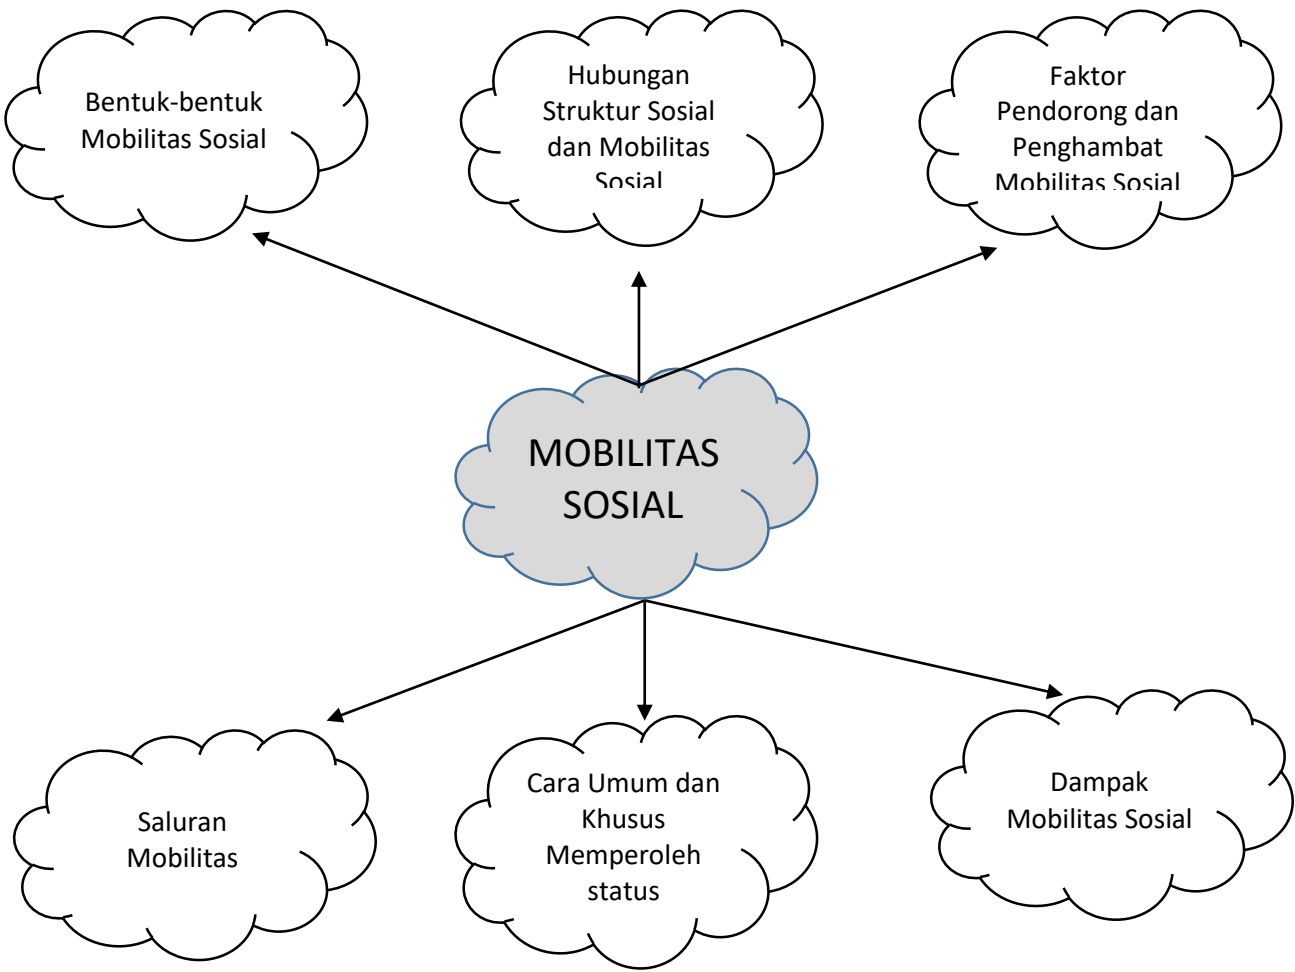 Bentuk-bentuk
Mobilitas Sosial
Hubungan
Struktur Sosial
dan Mobilitas
Sosial
Faktor
Pendorong dan
Penghambat
Mobilitas Sosial
MOBILITAS
SOSIAL
Saluran
Mobilitas
Cara Umum dan
Khusus
Memperoleh
status
Dampak
Mobilitas Sosial